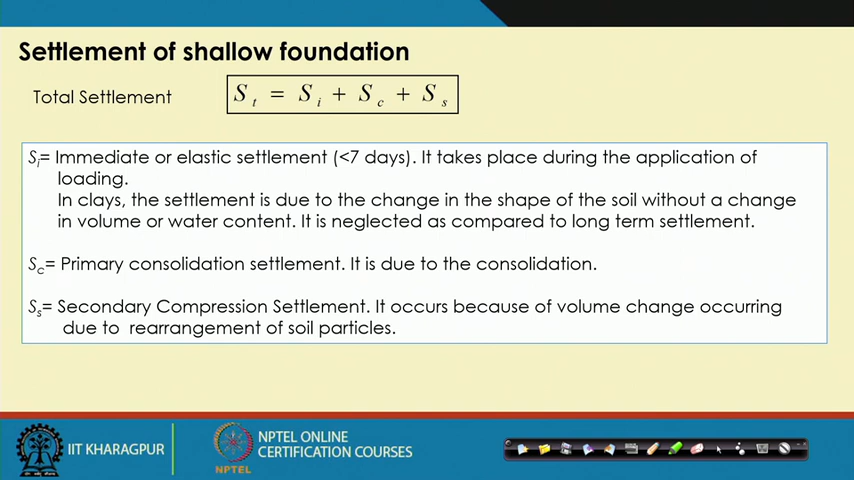 Settlement of shallow foundation
Total Settlement
S_t = S_i + S_c + S_s
S_i= Immediate or elastic settlement (<7 days). It takes place during the application of
loading.
In clays, the settlement is due to the change in the shape of the soil without a change
in volume or water content. It is neglected as compared to long term settlement.
S_c= Primary consolidation settlement. It is due to the consolidation.
S_s= Secondary Compression Settlement. It occurs because of volume change occurring
due to rearrangement of soil particles.
IIT KHARAGPUR
NPTEL
NPTEL ONLINE
CERTIFICATION COURSES